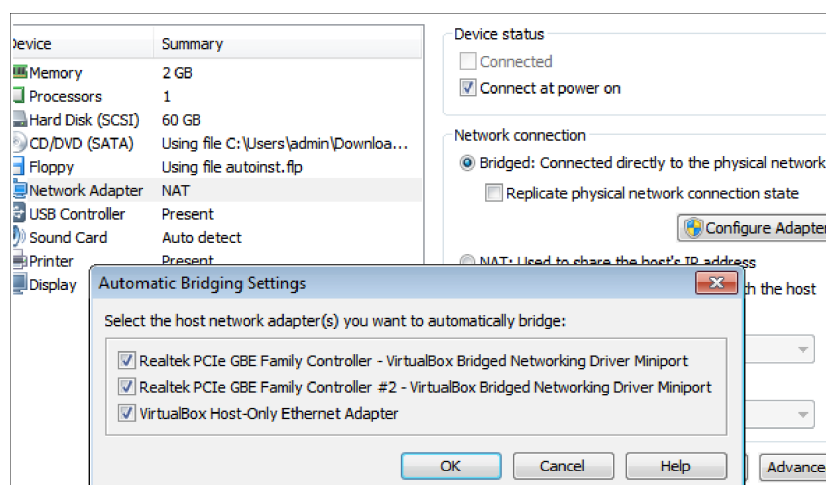 Device Summary
Memory 2 GB
Processors 1
Hard Disk (SCSI) 60 GB
CD/DVD (SATA) Using file C:\Users\admin\Downloa...
Floppy Using file autoinst.flp
Network Adapter NAT
USB Controller Present
Sound Card Auto detect
Printer Present
Display
Device status
Connected
Connect at power on
Network connection
Bridged: Connected directly to the physical network
Replicate physical network connection state
Configure Adapter
NAT: Used to share the host's IP address
th the host
Automatic Bridging Settings
Select the host network adapter(s) you want to automatically bridge:
Realtek PCIe GBE Family Controller - VirtualBox Bridged Networking Driver Miniport
Realtek PCIe GBE Family Controller #2 - VirtualBox Bridged Networking Driver Miniport
VirtualBox Host-Only Ethernet Adapter
OK Cancel Help
Advance